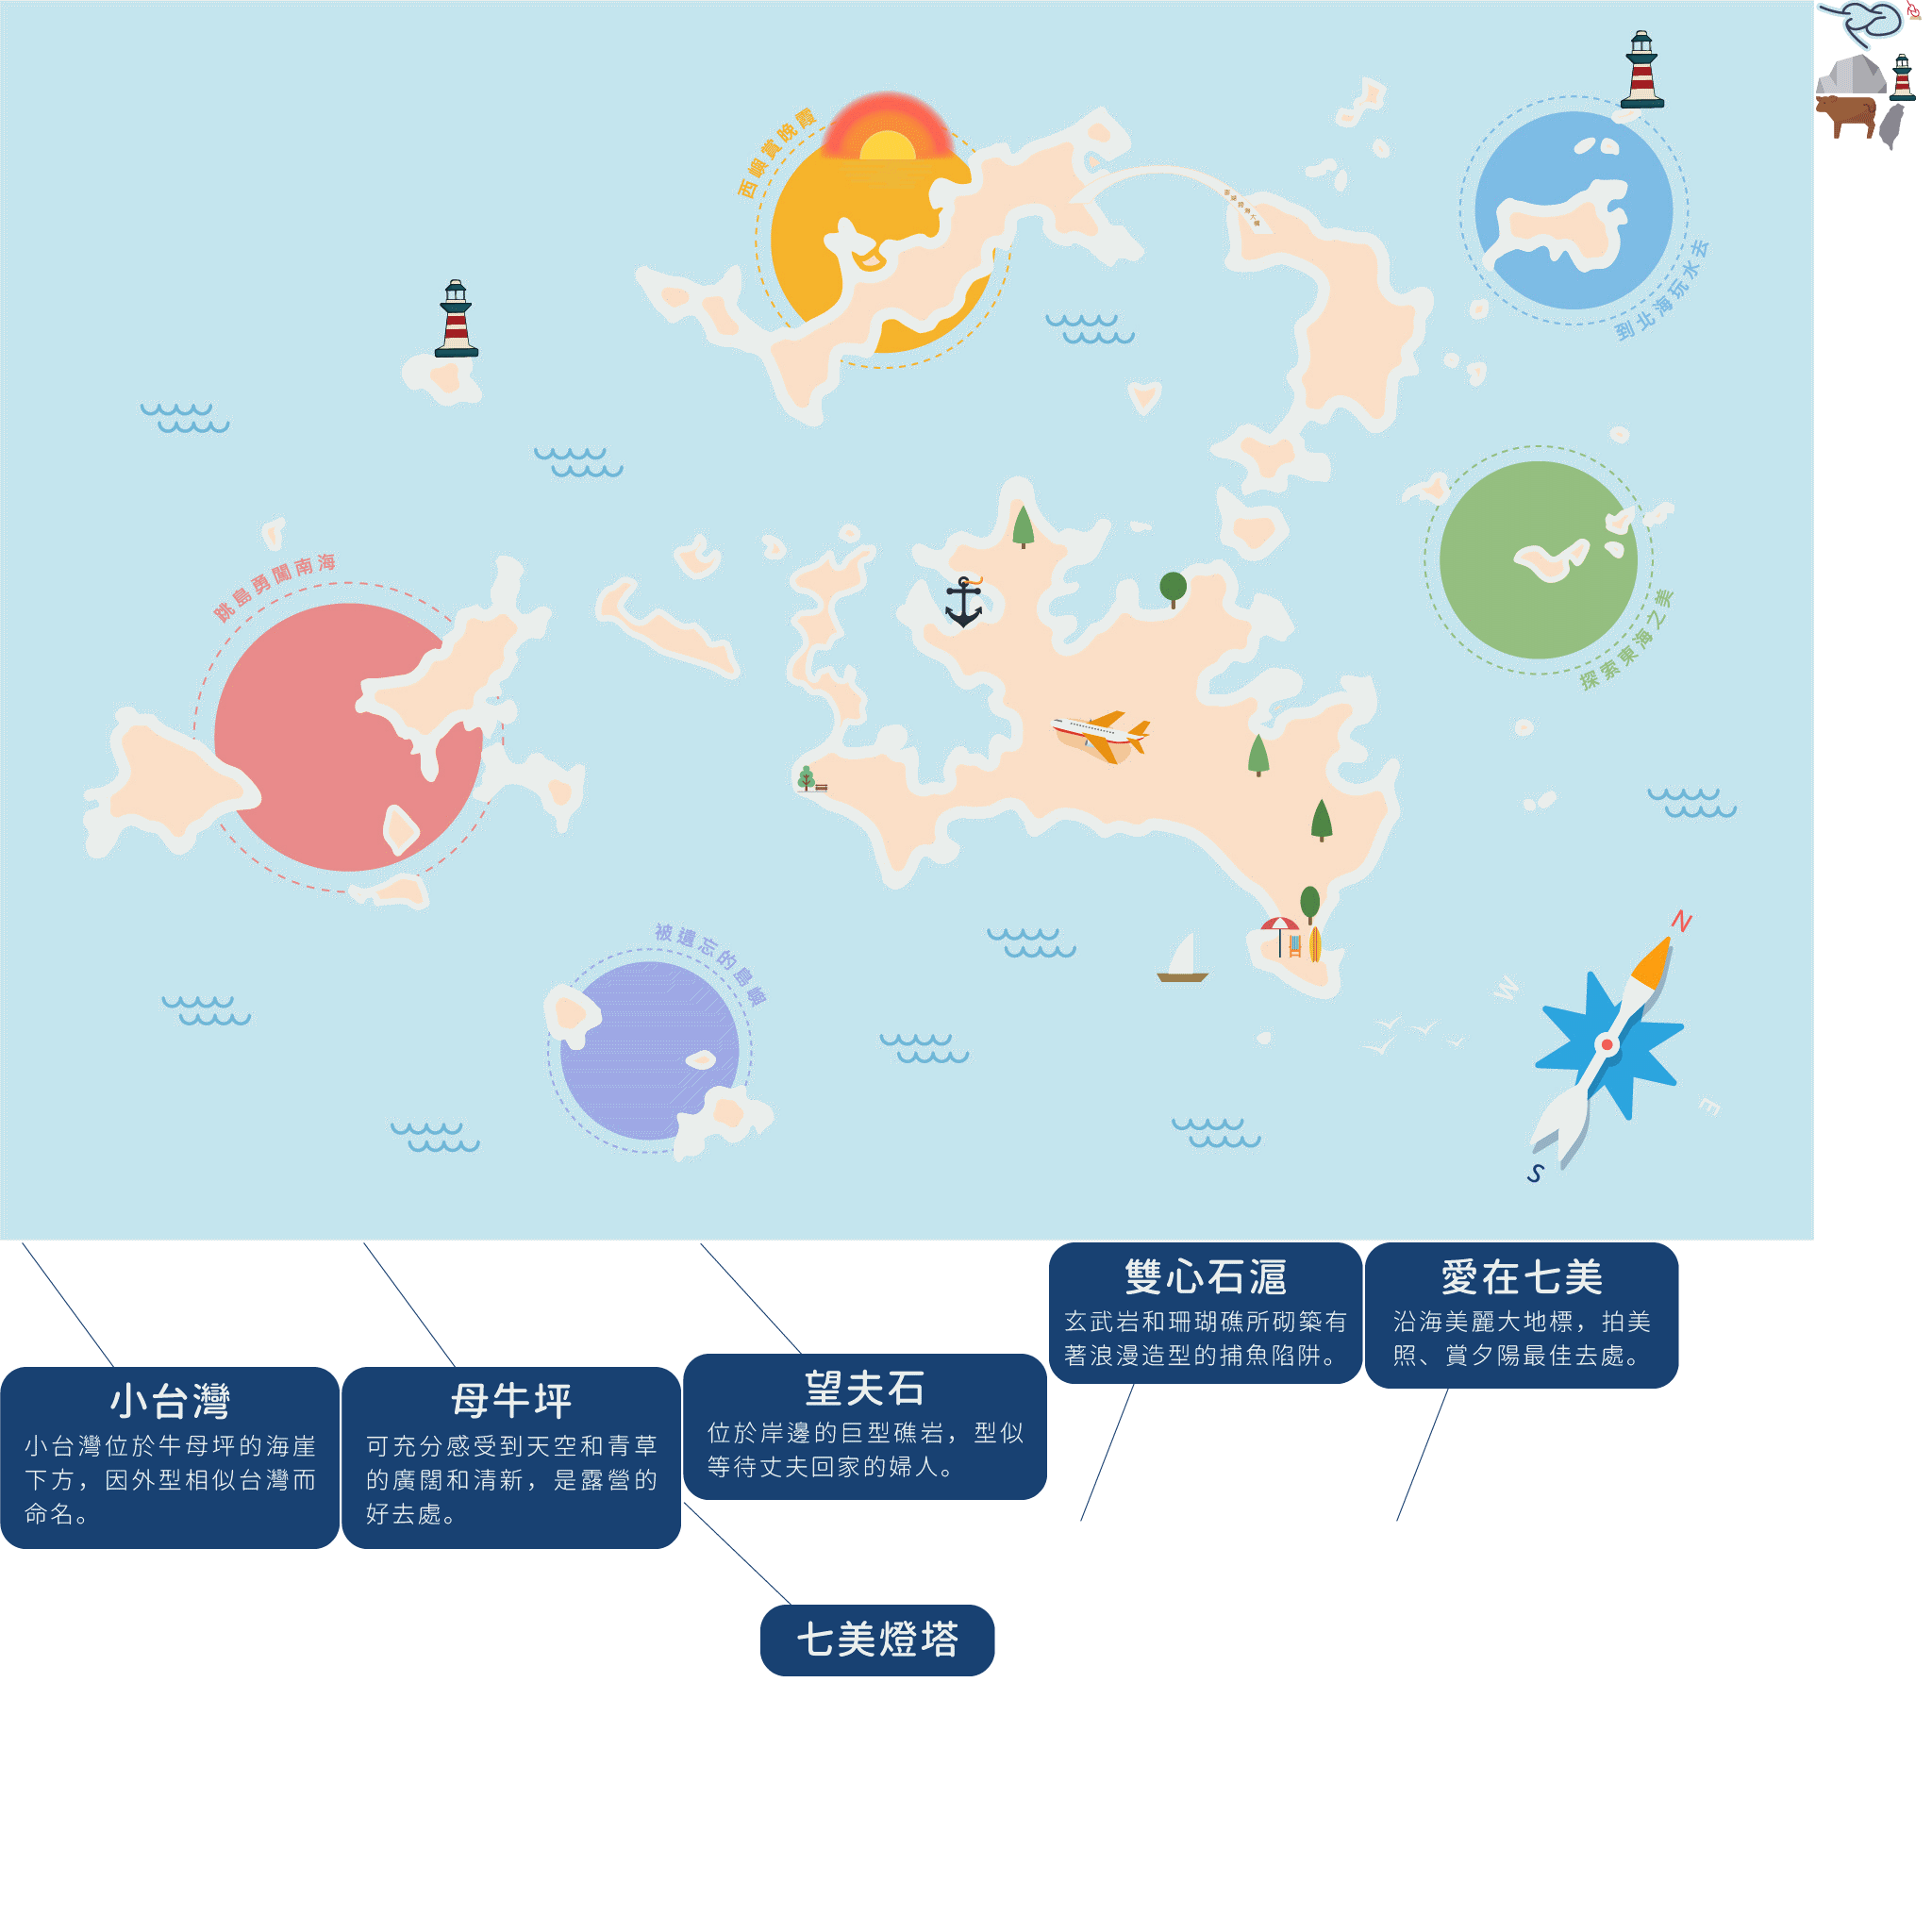 西嶼賞晚霞
澎湖跨海大橋
到北海玩水去
跳島勇闖南海
探索東海之美
被遺忘的島嶼
N
W
E
S
小台灣
小台灣位於牛母坪的海崖
下方，因外型相似台灣而
命名。
母牛坪
可充分感受到天空和青草
的廣闊和清新，是露營的
好去處。
望夫石
位於岸邊的巨型礁岩，型似
等待丈夫回家的婦人。
雙心石滬
玄武岩和珊瑚礁所砌築有
著浪漫造型的捕魚陷阱。
愛在七美
沿海美麗大地標，拍美
照、賞夕陽最佳去處。
七美燈塔